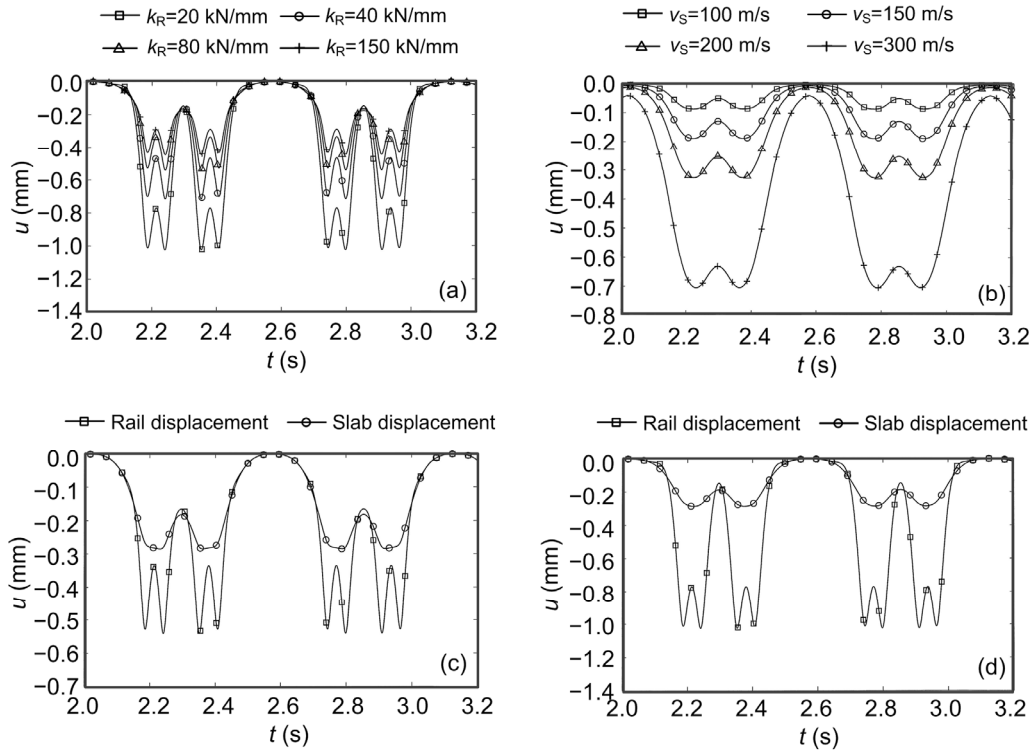 k_R=20 kN/mm k_R=40 kN/mm
k_R=80 kN/mm k_R=150 kN/mm
0.0
−0.2
−0.4
−0.6
−0.8
−1.0
−1.2
−1.4
u (mm)
(a)
2.0 2.2 2.4 2.6 2.8 3.0 3.2
t (s)
v_S=100 m/s v_S=150 m/s
v_S=200 m/s v_S=300 m/s
0.0
−0.1
−0.2
−0.3
−0.4
−0.5
−0.6
−0.7
−0.8
u (mm)
(b)
2.0 2.2 2.4 2.6 2.8 3.0 3.2
t (s)
Rail displacement Slab displacement
0.0
−0.1
−0.2
−0.3
−0.4
−0.5
−0.6
−0.7
u (mm)
(c)
2.0 2.2 2.4 2.6 2.8 3.0 3.2
t (s)
Rail displacement Slab displacement
0.0
−0.2
−0.4
−0.6
−0.8
−1.0
−1.2
−1.4
u (mm)
(d)
2.0 2.2 2.4 2.6 2.8 3.0 3.2
t (s)